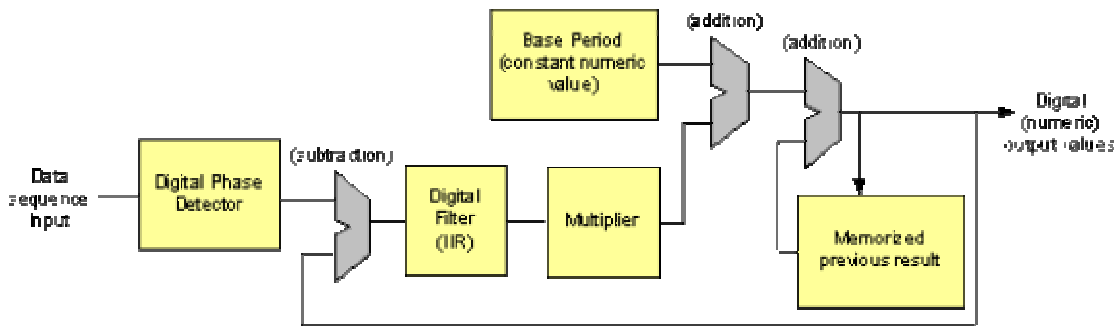 (addition)
Base Period
(constant numeric
value)
(addition)
Digital
(numeric)
output values
Data
sequence
input
Digital Phase
Detector
(subtraction)
Digital
Filter
(IIR)
Multiplier
Memorized
previous result